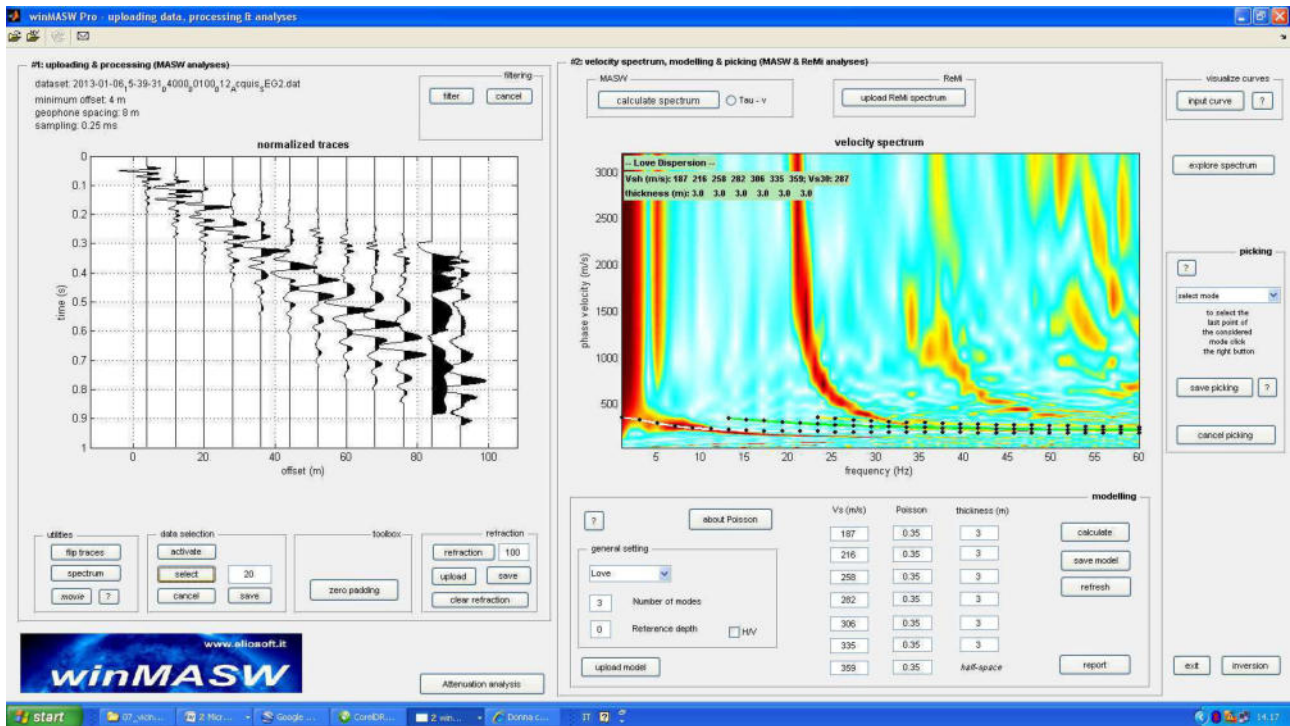 winMASW Pro - uploading data, processing & analyses
#1: uploading & processing (MASW analyses)
minimum offset: 4 m
geophone spacing: 8 m
sampling: 0.25 ms
filtering
filter
cancel
normalized traces
0
0.1
0.2
0.3
0.4
0.5
0.6
0.7
0.8
0.9
1
time (s)
0 20 40 60 80 100
offset (m)
utilities
flip traces
spectrum
movie
?
data selection
activate
select
20
cancel
save
toolbox
zero padding
refraction
refraction
100
upload
save
clear refraction
www.eliosoft.it
winMASW
Attenuation analysis
#2: velocity spectrum, modelling & picking (MASW & ReMi analyses)
MASW
calculate spectrum
Tau - v
ReMi
upload ReMi spectrum
velocity spectrum
-- Love Dispersion --
Vsh (m/s): 187 216 258 282 306 335 359; Vs30: 287
thickness (m): 3.0 3.0 3.0 3.0 3.0 3.0
3000
2500
2000
1500
1000
500
phase velocity (m/s)
5 10 15 20 25 30 35 40 45 50 55 60
frequency (Hz)
modelling
?
about Poisson
general setting
Love
3 Number of modes
0 Reference depth
H/V
upload model
Vs (m/s) Poisson thickness (m)
187 0.35 3
216 0.35 3
258 0.35 3
282 0.35 3
306 0.35 3
335 0.35 3
359 0.35 half-space
calculate
save model
refresh
report
visualize curves
input curve
?
explore spectrum
picking
?
select mode
to select the
last point of
the considered
mode click
the right button
save picking
?
cancel picking
exit
inversion
start
2 Micr...
Google ...
CorelDR...
2 win...
Donna c...
IT
?
14.17